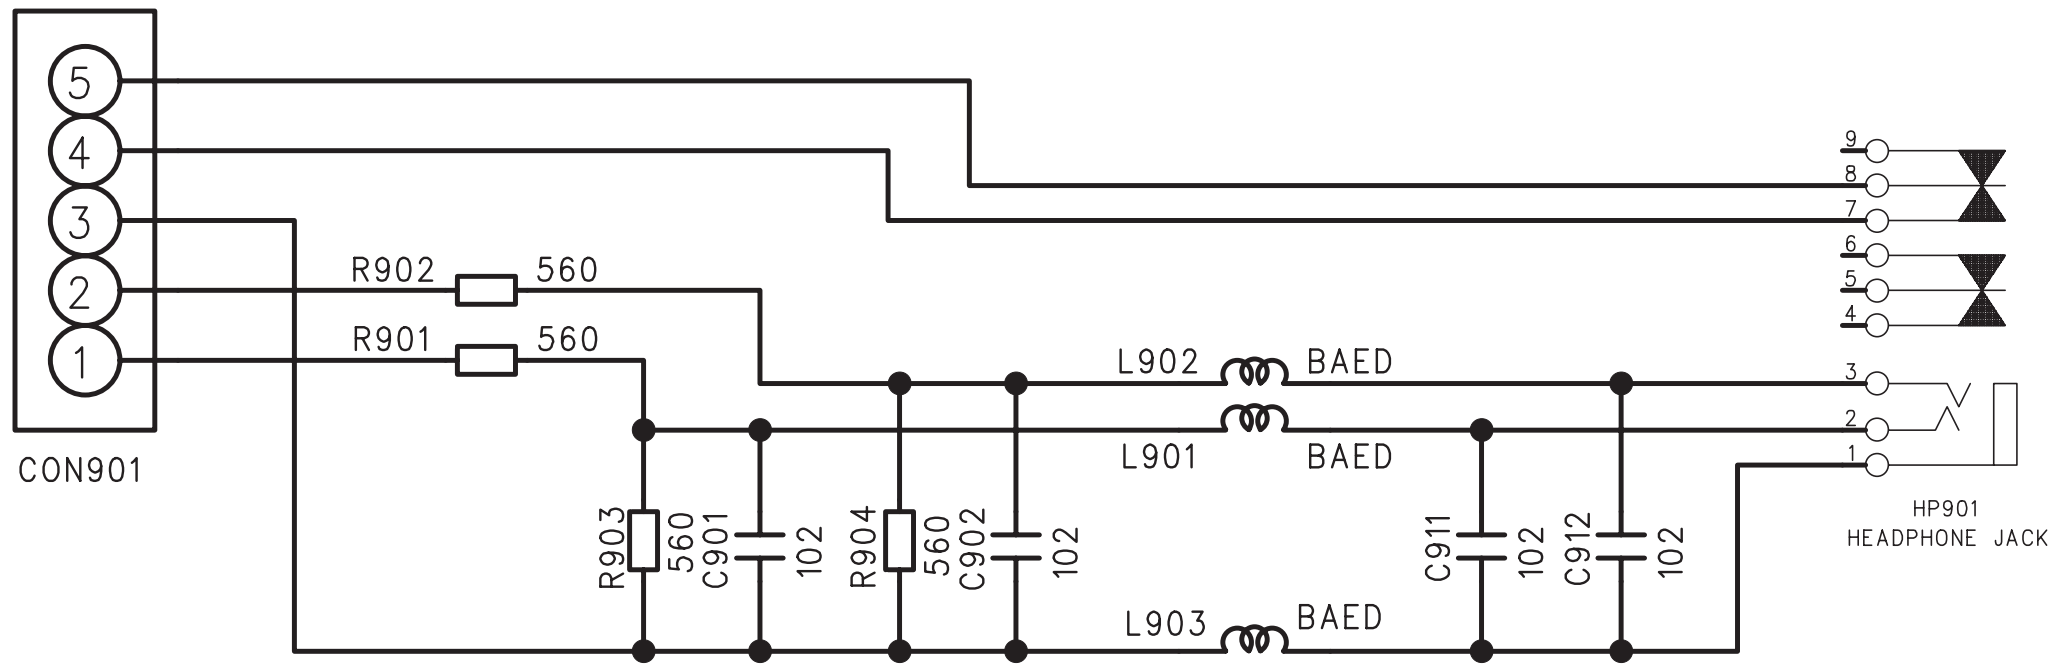 5
4
3
2
1
CON901
R902 560
R901 560
L902 BAED
L901 BAED
R903
560
C901
102
R904
560
C902
102
L903 BAED
C911
102
C912
102
9
8
7
6
5
4
3
2
1
HP901
HEADPHONE JACK